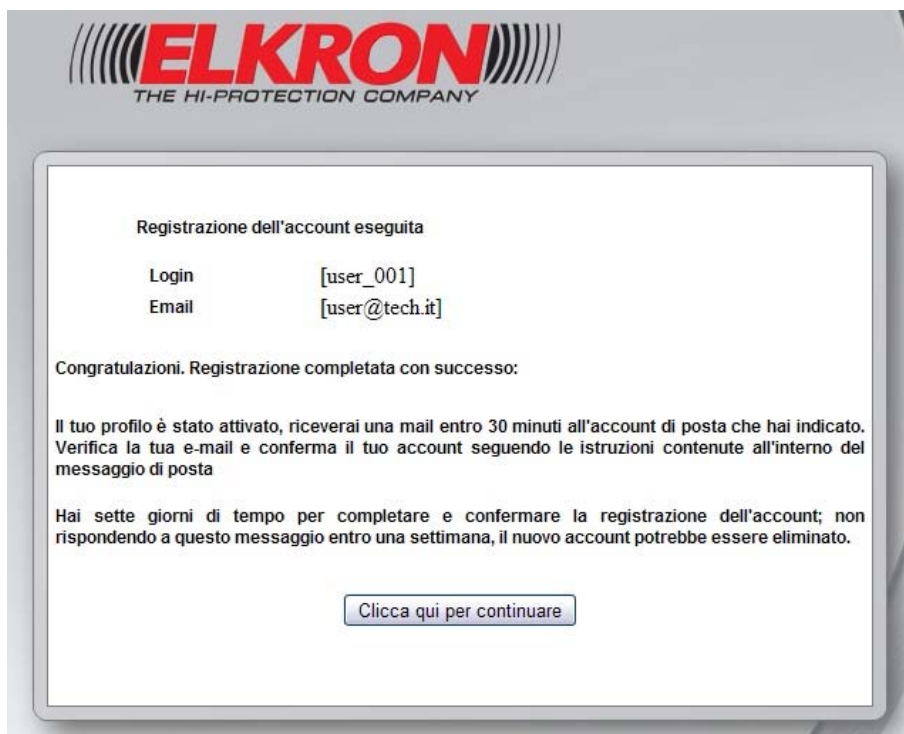 ELKRON
THE HI-PROTECTION COMPANY
Registrazione dell'account eseguita
Login [user_001]
Email [user@tech.it]
Congratulazioni. Registrazione completata con successo:
Il tuo profilo è stato attivato, riceverai una mail entro 30 minuti all'account di posta che hai indicato.
Verifica la tua e-mail e conferma il tuo account seguendo le istruzioni contenute all'interno del
messaggio di posta
Hai sette giorni di tempo per completare e confermare la registrazione dell'account; non
rispondendo a questo messaggio entro una settimana, il nuovo account potrebbe essere eliminato.
Clicca qui per continuare